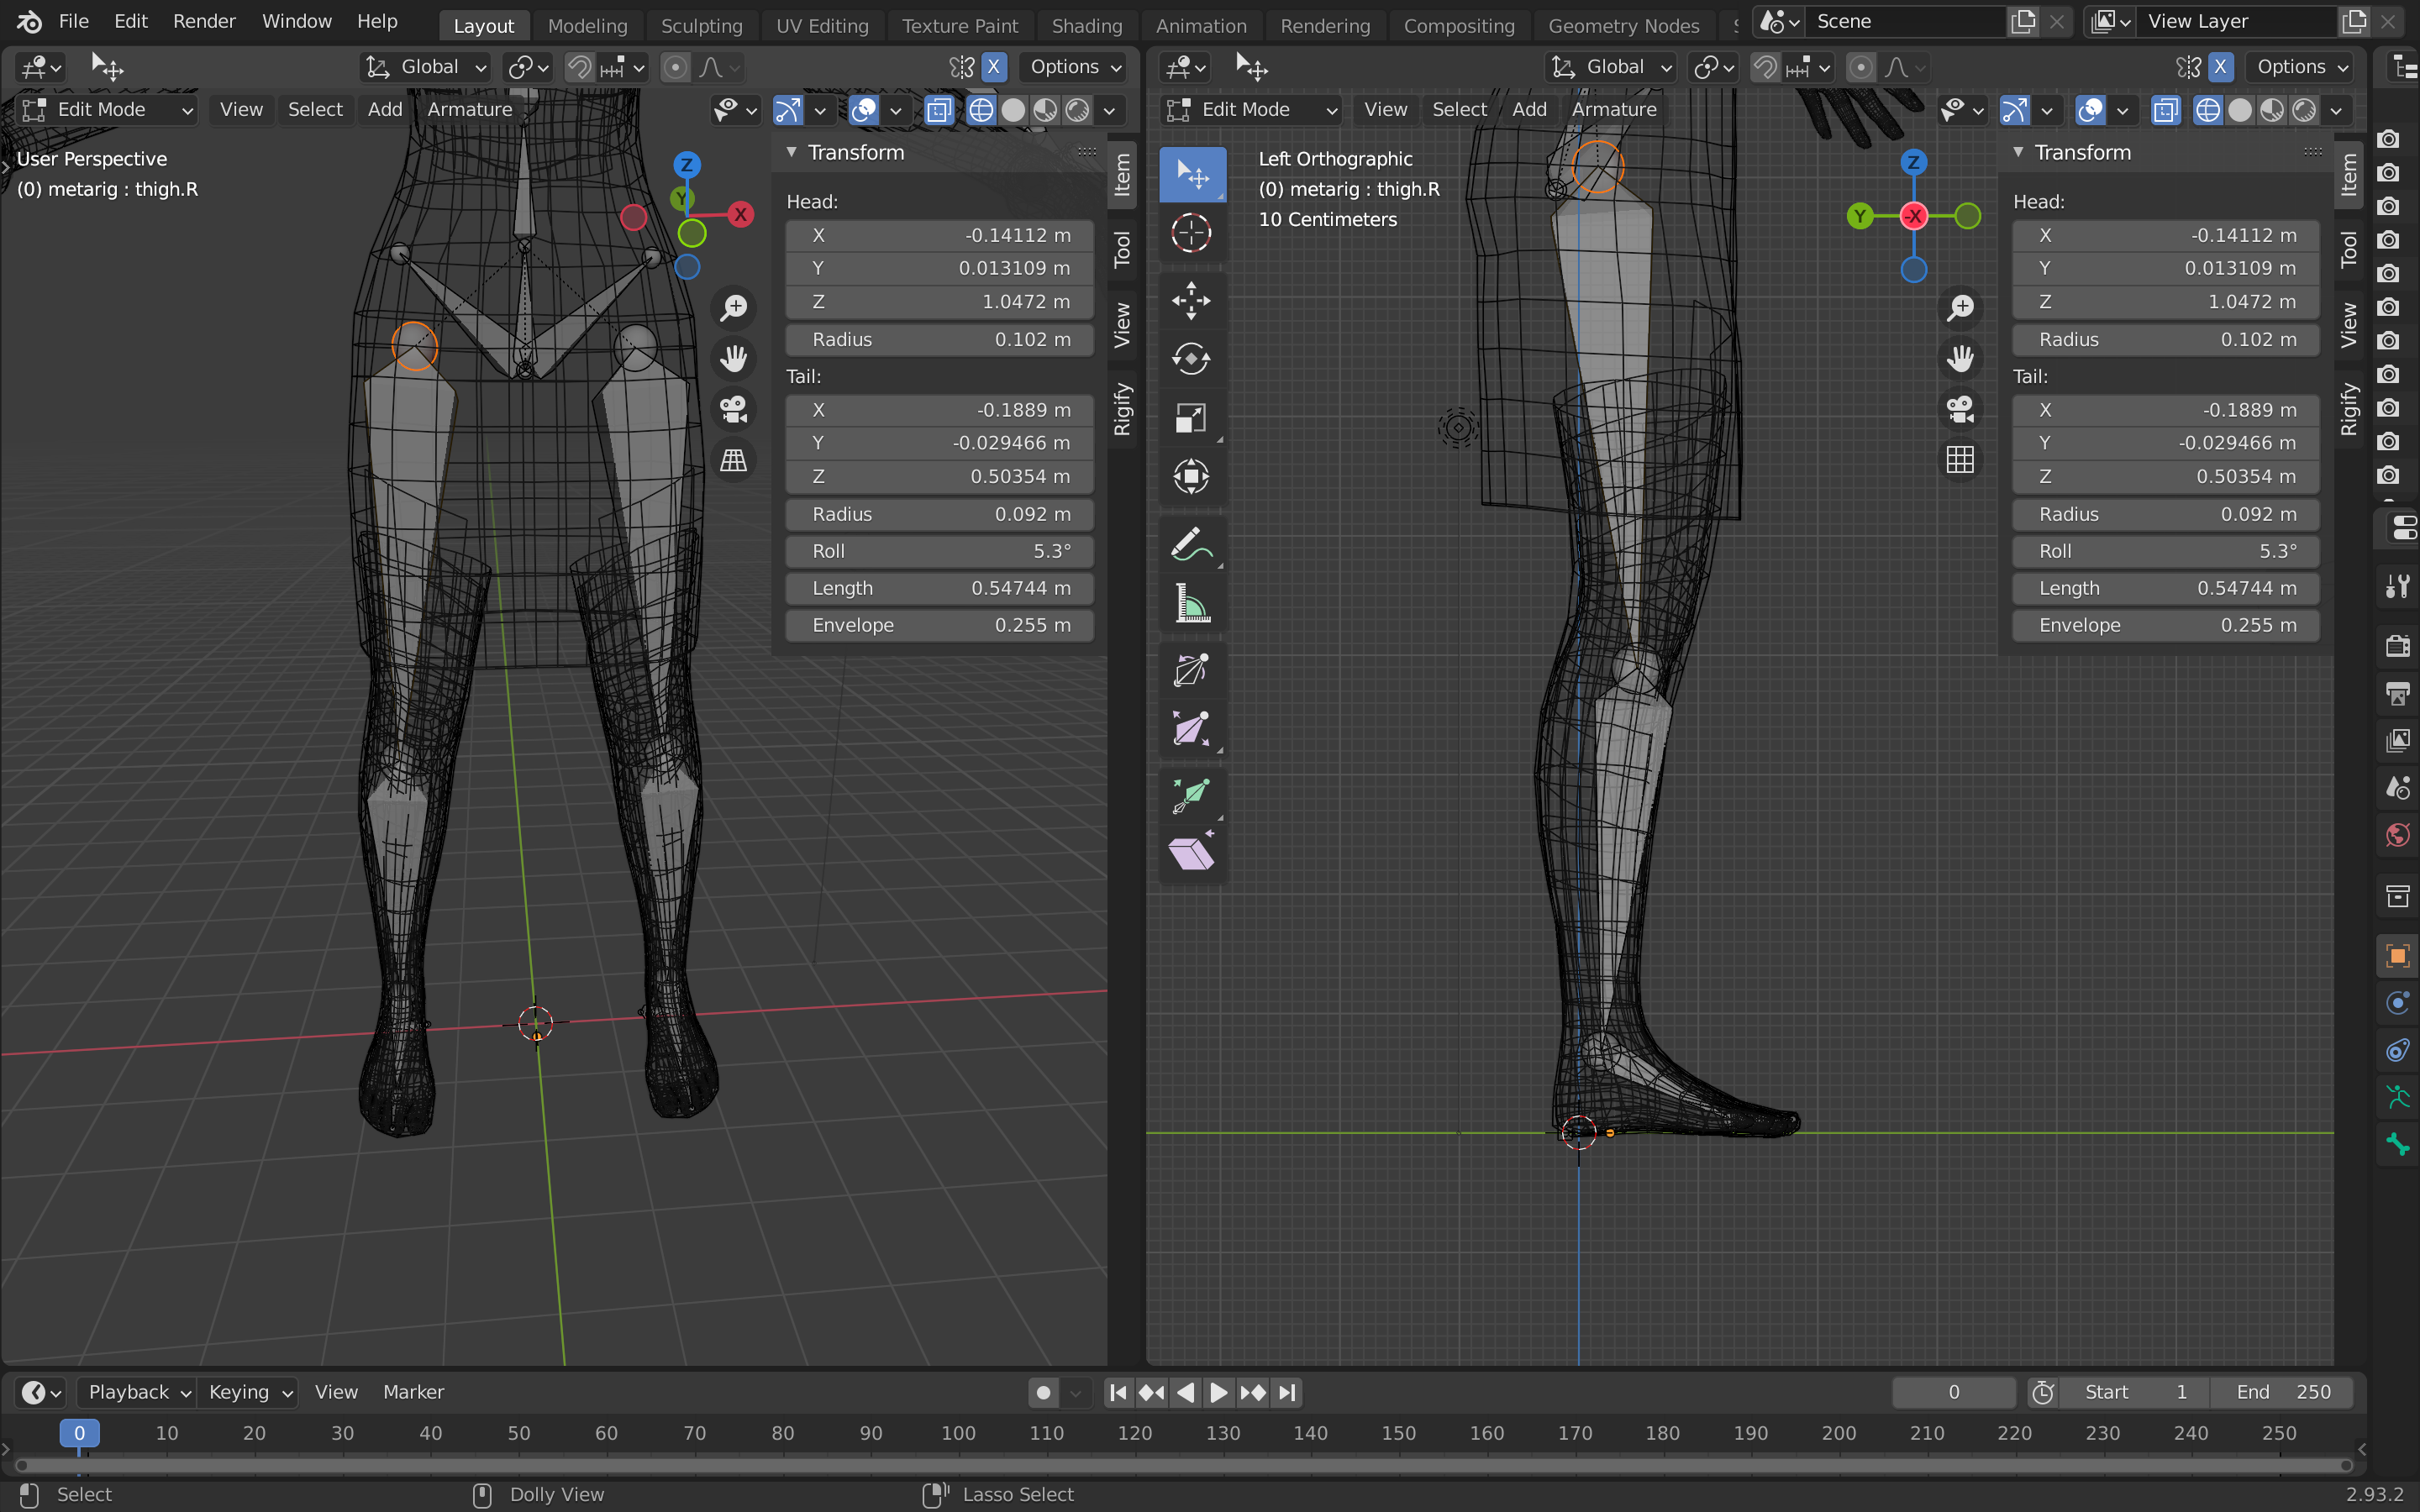 File Edit Render Window Help Layout Modeling Sculpting UV Editing Texture Paint Shading Animation Rendering Compositing Geometry Nodes Scene View Layer
Global X Options
Edit Mode View Select Add Armature
User Perspective
(0) metarig : thigh.R
Z
Y
X
Transform
Head:
X -0.14112 m
Y 0.013109 m
Z 1.0472 m
Radius 0.102 m
Tail:
X -0.1889 m
Y -0.029466 m
Z 0.50354 m
Radius 0.092 m
Roll 5.3°
Length 0.54744 m
Envelope 0.255 m
Item
Tool
View
Rigify
Global X Options
Edit Mode View Select Add Armature
Left Orthographic
(0) metarig : thigh.R
10 Centimeters
Z
Y -X
Transform
Head:
X -0.14112 m
Y 0.013109 m
Z 1.0472 m
Radius 0.102 m
Tail:
X -0.1889 m
Y -0.029466 m
Z 0.50354 m
Radius 0.092 m
Roll 5.3°
Length 0.54744 m
Envelope 0.255 m
Item
Tool
View
Rigify
Playback Keying View Marker 0 Start 1 End 250
0 10 20 30 40 50 60 70 80 90 100 110 120 130 140 150 160 170 180 190 200 210 220 230 240 250
Select Dolly View Lasso Select 2.93.2